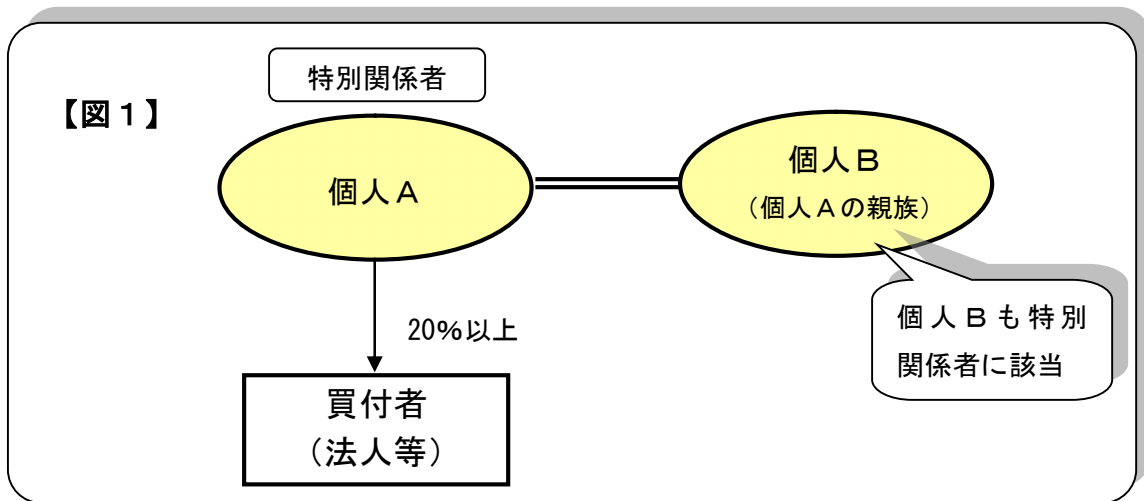 特別関係者
【図1】
個人A
個人B
(個人Aの親族)
個人Bも特別
関係者に該当
20%以上
買付者
(法人等)